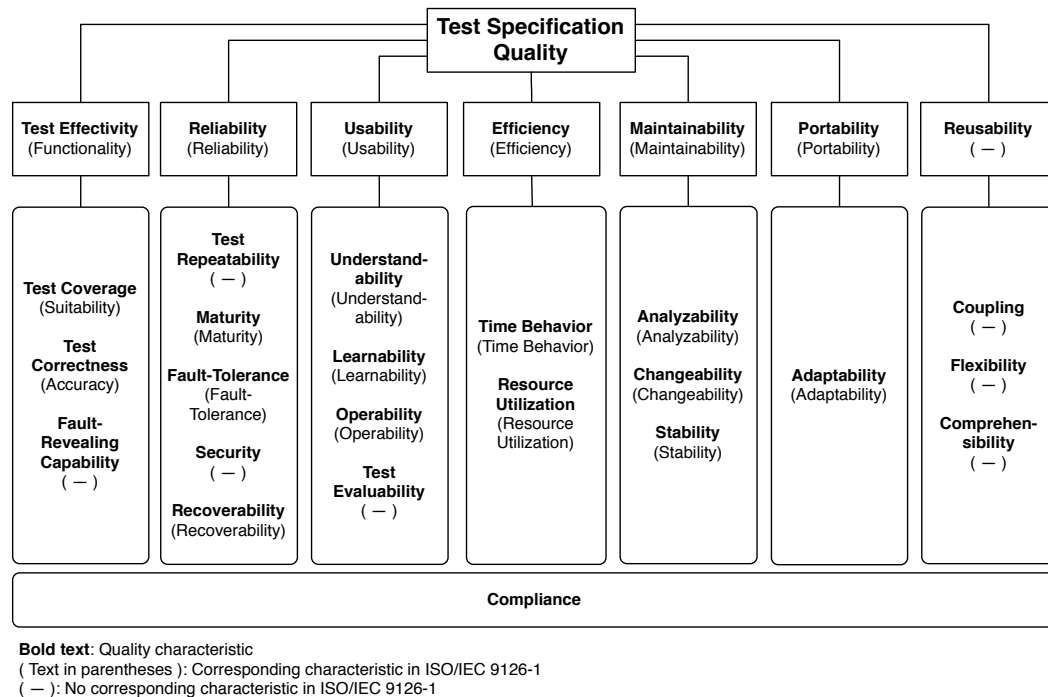 Test Specification
Quality
Test Effectivity
(Functionality)
Reliability
(Reliability)
Usability
(Usability)
Efficiency
(Efficiency)
Maintainability
(Maintainability)
Portability
(Portability)
Reusability
( — )
Test Coverage
(Suitability)
Test
Correctness
(Accuracy)
Fault-
Revealing
Capability
( — )
Test
Repeatability
( — )
Maturity
(Maturity)
Fault-Tolerance
(Fault-
Tolerance)
Security
( — )
Recoverability
(Recoverability)
Understand-
ability
(Understand-
ability)
Learnability
(Learnability)
Operability
(Operability)
Test
Evaluability
( — )
Time Behavior
(Time Behavior)
Resource
Utilization
(Resource
Utilization)
Analyzability
(Analyzability)
Changeability
(Changeability)
Stability
(Stability)
Adaptability
(Adaptability)
Coupling
( — )
Flexibility
( — )
Comprehen-
sibility
( — )
Compliance
Bold text: Quality characteristic
( Text in parentheses ): Corresponding characteristic in ISO/IEC 9126-1
( — ): No corresponding characteristic in ISO/IEC 9126-1